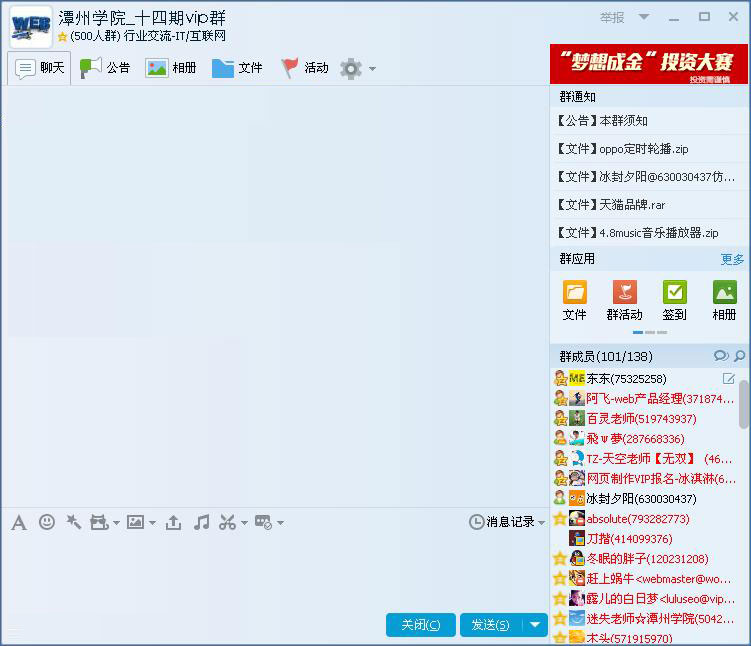 WEB
潭州学院_十四期vip群
(500人群) 行业交流-IT/互联网
举报
聊天 公告 相册 文件 活动
“梦想成金“ 投资大赛
投资需谨慎
群通知
【公告】本群须知
【文件】oppo定时轮播.zip
【文件】冰封夕阳@630030437仿...
【文件】天猫品牌.rar
【文件】4.8music音乐播放器.zip
群应用 更多
文件 群活动 签到 相册
群成员(101/138)
东东(75325258)
阿飞-web产品经理(371874...
百灵老师(519743937)
飛ψ夢(287668336)
TZ-天空老师【无双】 (46...
网页制作VIP报名-冰淇淋(6...
冰封夕阳(630030437)
absolute(793282773)
刀揩(414099376)
冬眠的胖子(120231208)
赶上蜗牛<webmaster@wo...
露儿的白日梦<luluseo@vip...
迷失老师☆潭州学院(5042...
木头(571915970)
消息记录
关闭(C) 发送(S)